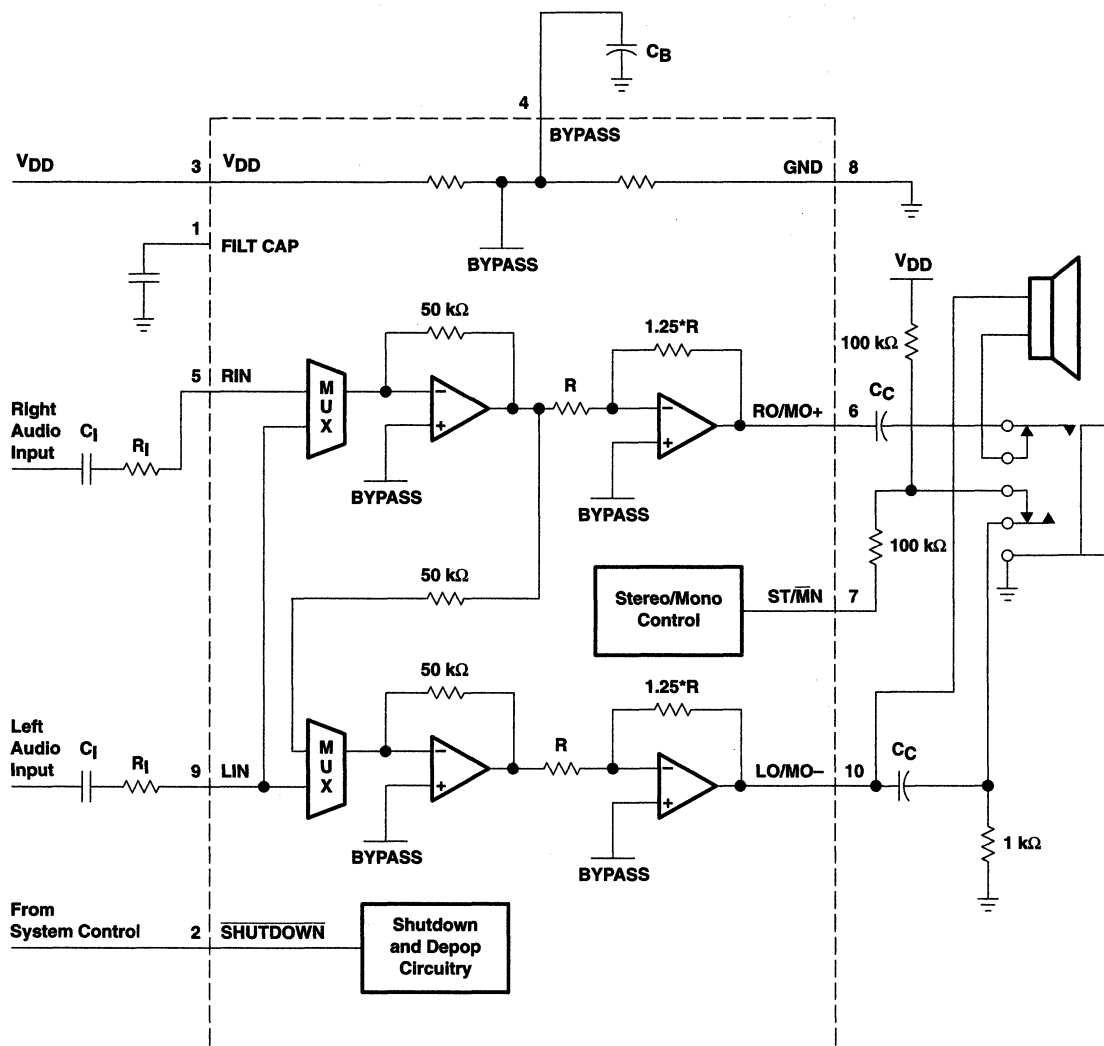 CB
4
BYPASS
VDD
3
VDD
GND
8
1
FILT CAP
BYPASS
VDD
50 kΩ
1.25*R
100 kΩ
5
RIN
MUX
R
RO/MO+
6
CC
Right
Audio
Input
CI
RI
−
+
−
+
BYPASS
BYPASS
100 kΩ
50 kΩ
Stereo/Mono
Control
ST/M̅N
7
50 kΩ
1.25*R
Left
Audio
Input
CI
RI
9
LIN
MUX
R
LO/MO−
10
CC
−
+
−
+
BYPASS
BYPASS
1 kΩ
From
System Control
2
S̅H̅U̅T̅D̅O̅W̅N̅
Shutdown
and Depop
Circuitry